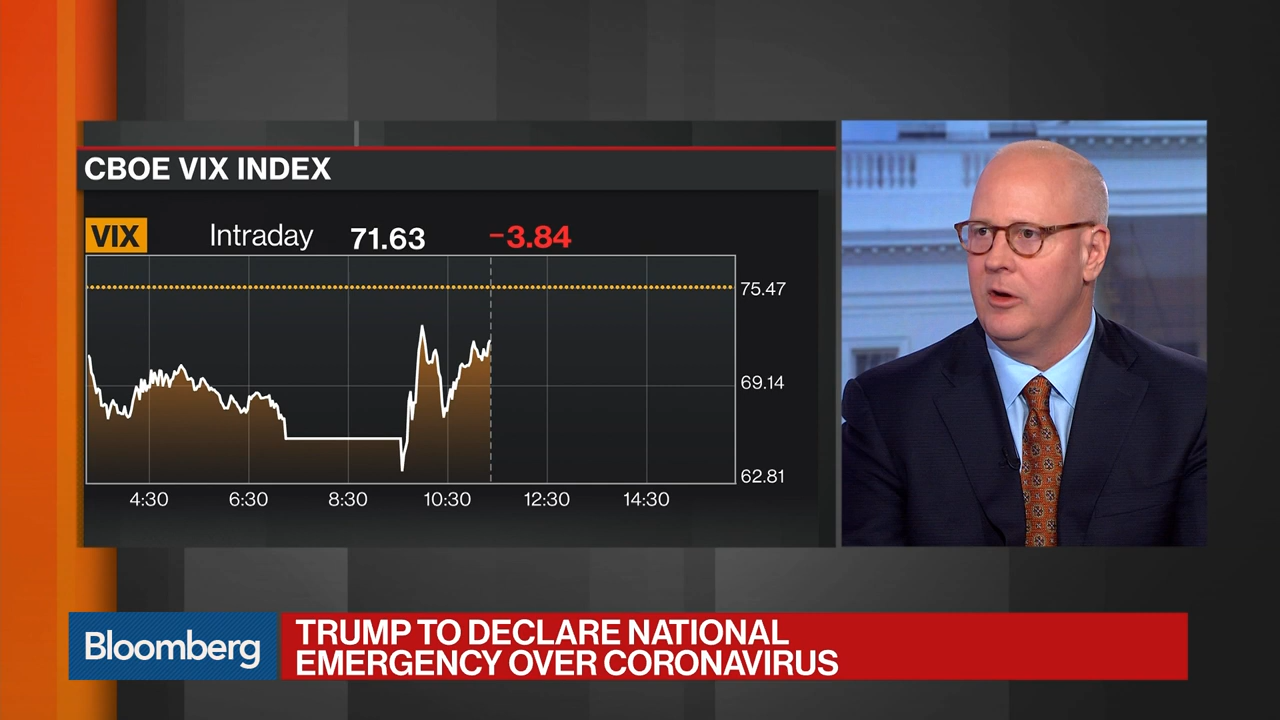 CBOE VIX INDEX
VIX Intraday 71.63 -3.84
75.47
69.14
62.81
4:30 6:30 8:30 10:30 12:30 14:30
Bloomberg
TRUMP TO DECLARE NATIONAL
EMERGENCY OVER CORONAVIRUS